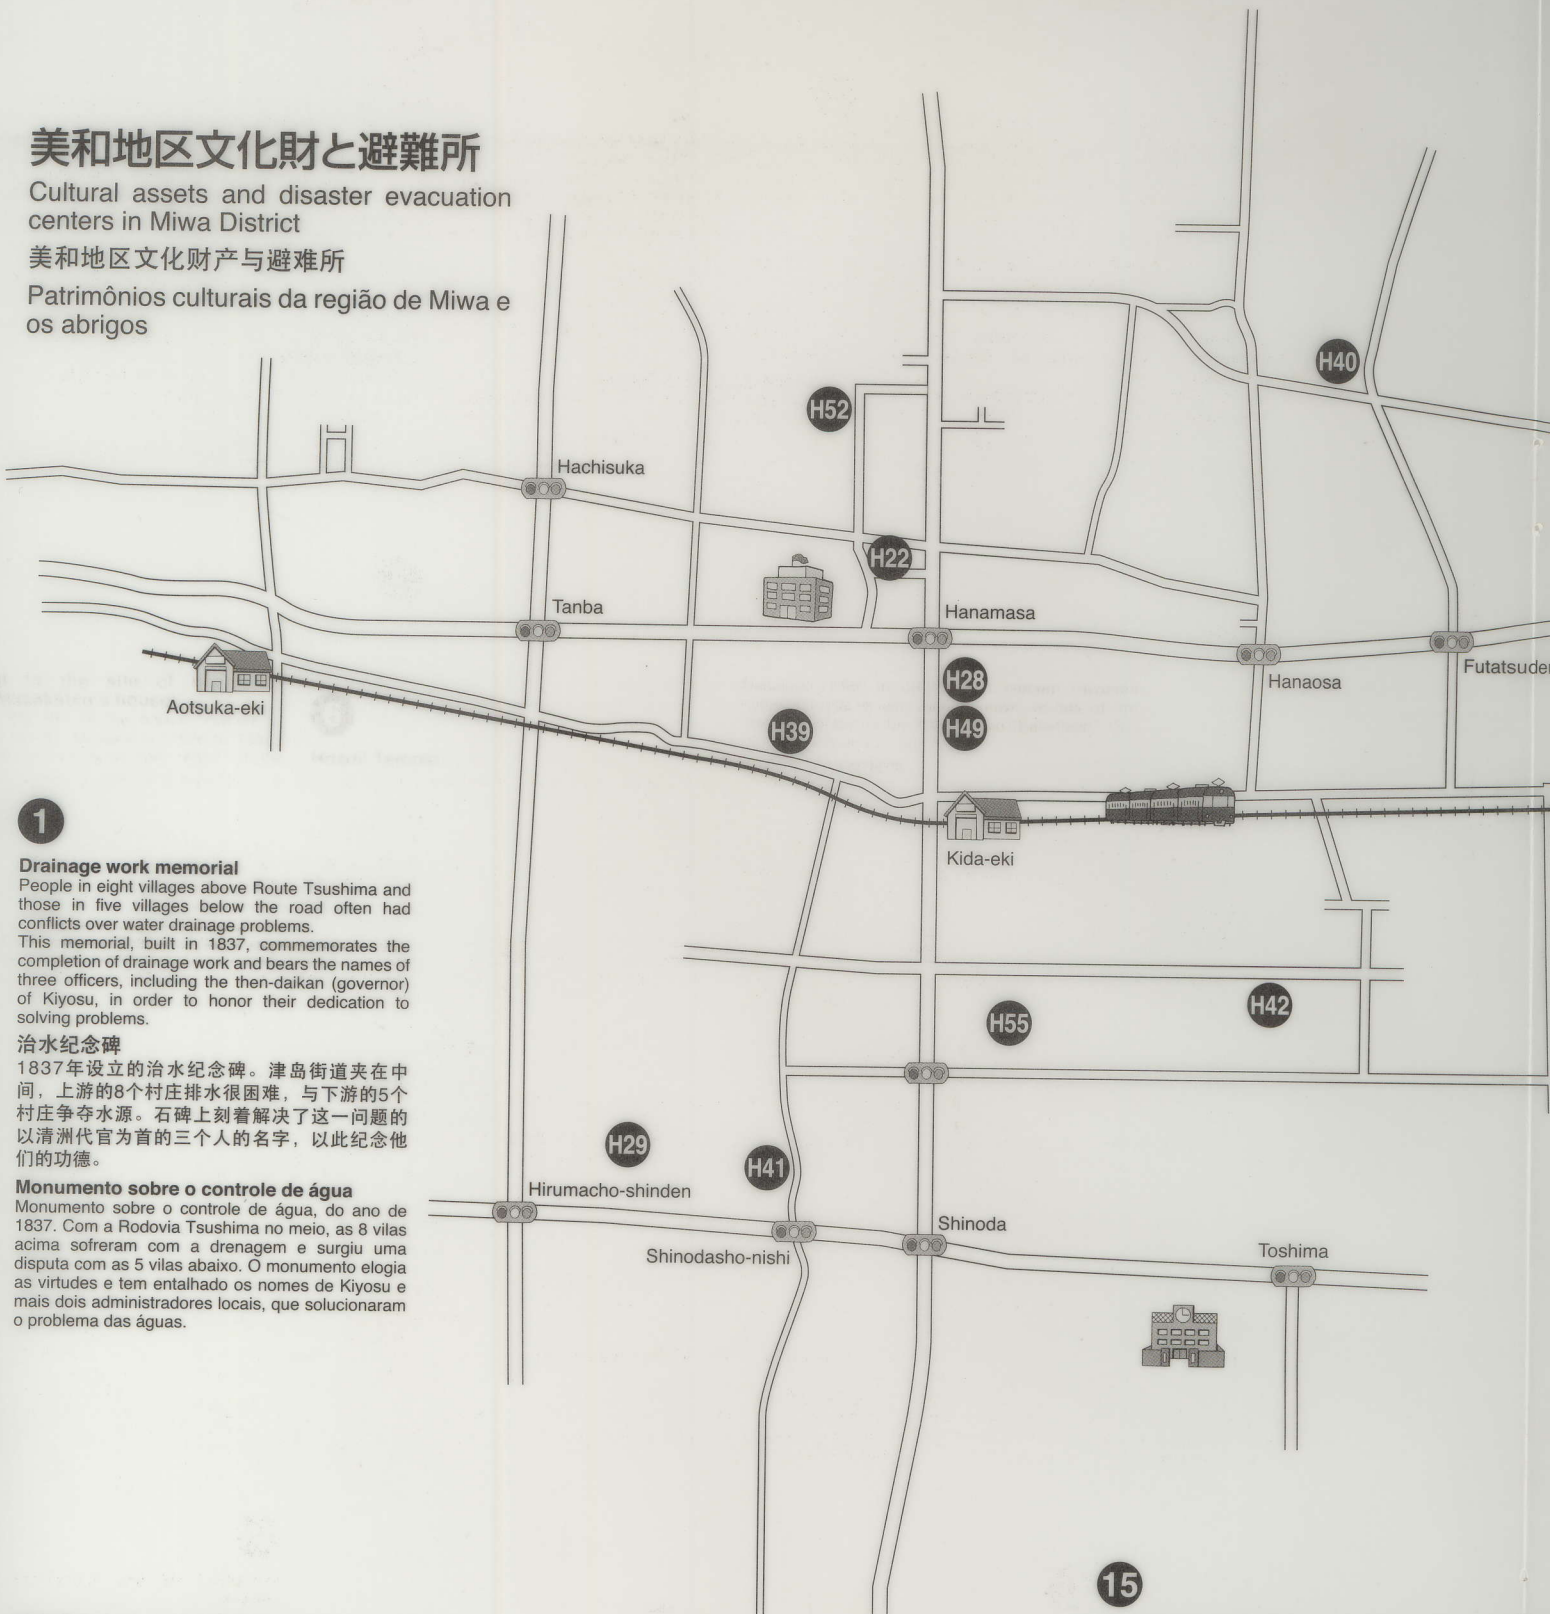 美和地区文化財と避難所
Cultural assets and disaster evacuation
centers in Miwa District
美和地区文化财产与避难所
Patrimônios culturais da região de Miwa e
os abrigos
H40
H52
Hachisuka
H22
Tanba
Hanamasa
Aotsuka-eki
H28
Hanaosa
H39
H49
Kida-eki
1
Drainage work memorial
People in eight villages above Route Tsushima and
those in five villages below the road often had
conflicts over water drainage problems.
This memorial, built in 1837, commemorates the
completion of drainage work and bears the names of
three officers, including the then-daikan (governor)
of Kiyosu, in order to honor their dedication to
solving problems.
治水纪念碑
1837年设立的治水纪念碑。津岛街道夹在中
间，上游的8个村庄排水很困难，与下游的5个
村庄争夺水源。石碑上刻着解决了这一问题的
以清洲代官为首的三个人的名字，以此纪念他
们的功德。
Monumento sobre o controle de água
Monumento sobre o controle de água, do ano de
1837. Com a Rodovia Tsushima no meio, as 8 vilas
acima sofreram com a drenagem e surgiu uma
disputa com as 5 vilas abaixo. O monumento elogia
as virtudes e tem entalhado os nomes de Kiyosu e
mais dois administradores locais, que solucionaram
o problema das águas.
H55
H42
H29
H41
Hirumacho-shinden
Shinodasho-nishi
Shinoda
Toshima
15